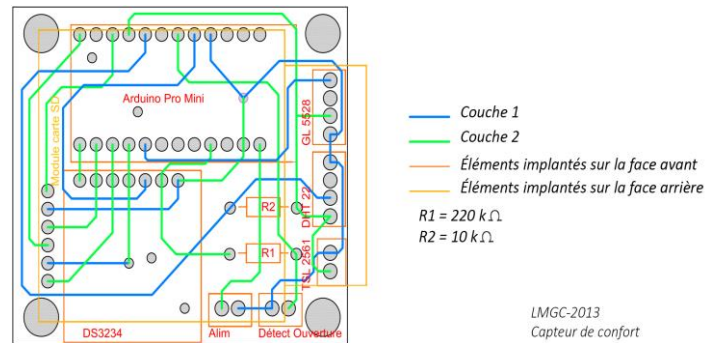 Arduino Pro Mini
Module carte SD
GL 5528
DHT 22
TSL 2561
R2
R1
DS3234
Alim
Détect Ouverture
Couche 1
Couche 2
Éléments implantés sur la face avant
Éléments implantés sur la face arrière
R1 = 220 kΩ
R2 = 10 kΩ
LMGC-2013
Capteur de confort